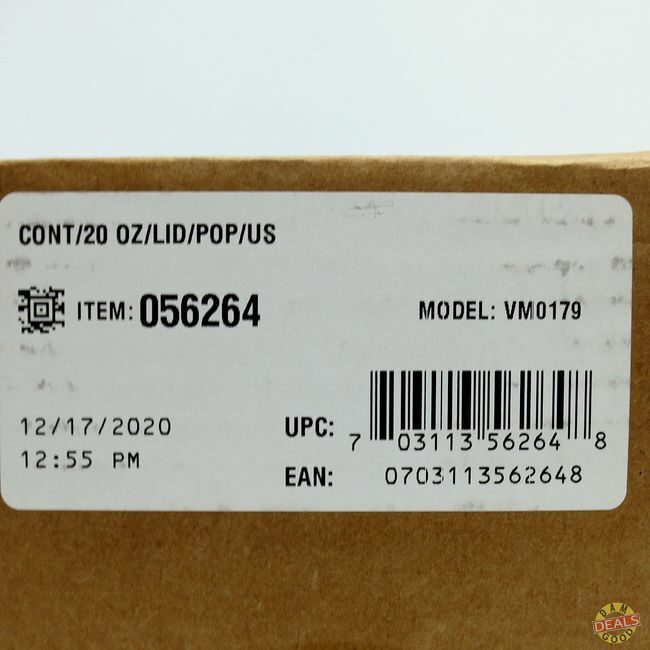 CONT/20 OZ/LID/POP/US
ITEM: 056264
MODEL: VM0179
12/17/2020
12:55 PM
UPC: 7 03113 56264 8
EAN: 0703113562648
DAM
DEALS
GOOD